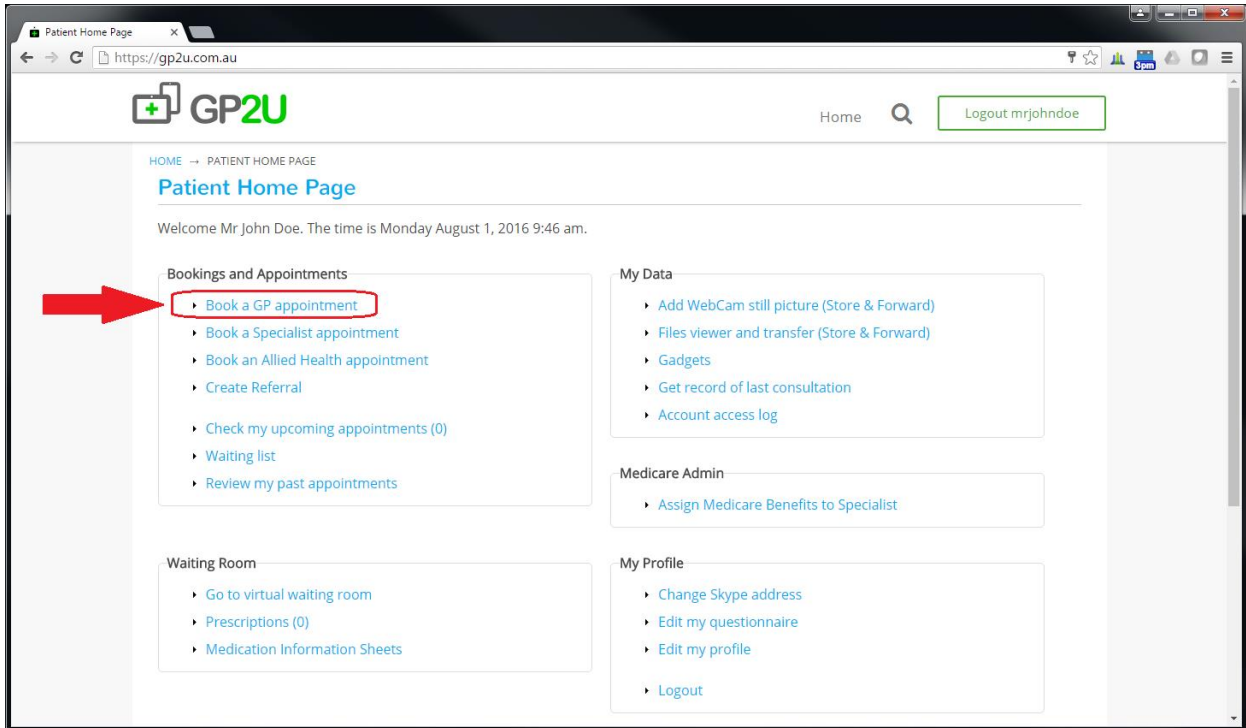 Patient Home Page
https://gp2u.com.au
3pm
GP2U
Home
Logout mrjohndoe
HOME → PATIENT HOME PAGE
Patient Home Page
Welcome Mr John Doe. The time is Monday August 1, 2016 9:46 am.
Bookings and Appointments
Book a GP appointment
Book a Specialist appointment
Book an Allied Health appointment
Create Referral
Check my upcoming appointments (0)
Waiting list
Review my past appointments
My Data
Add WebCam still picture (Store & Forward)
Files viewer and transfer (Store & Forward)
Gadgets
Get record of last consultation
Account access log
Medicare Admin
Assign Medicare Benefits to Specialist
Waiting Room
Go to virtual waiting room
Prescriptions (0)
Medication Information Sheets
My Profile
Change Skype address
Edit my questionnaire
Edit my profile
Logout